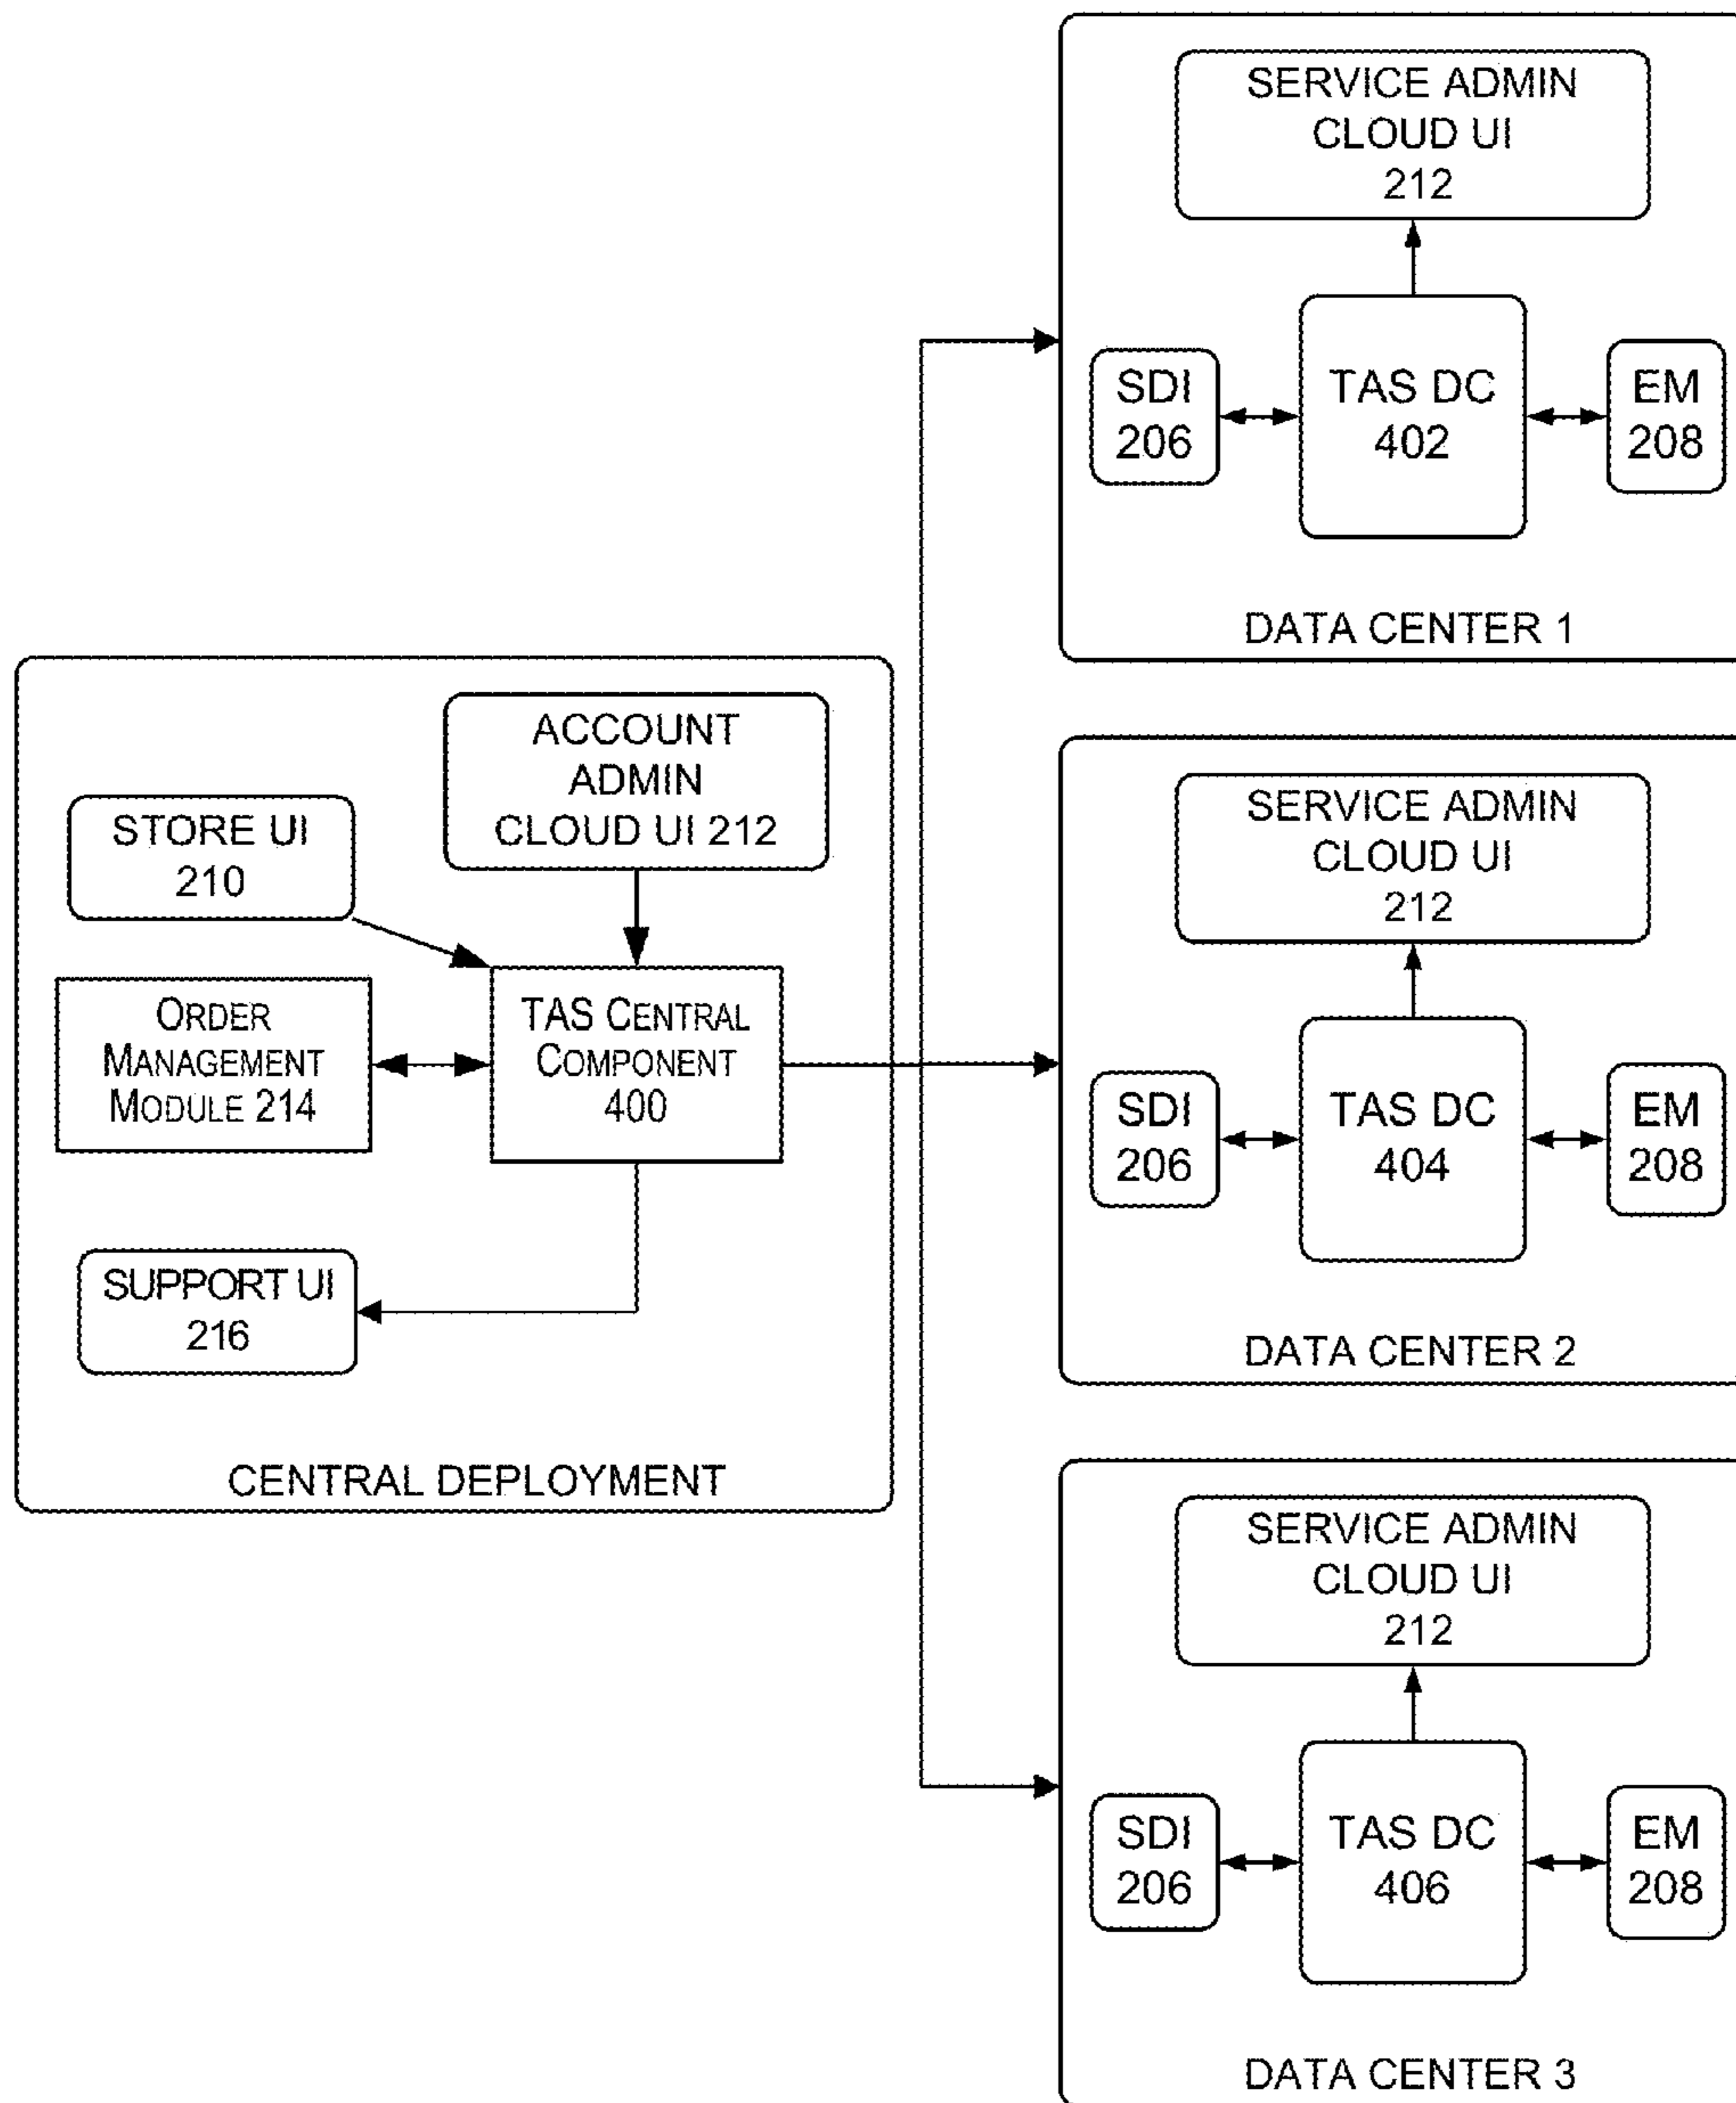 SERVICE ADMIN
CLOUD UI
212
SDI
206
TAS DC
402
EM
208
DATA CENTER 1
ACCOUNT
ADMIN
CLOUD UI 212
STORE UI
210
ORDER
MANAGEMENT
MODULE 214
TAS CENTRAL
COMPONENT
400
SUPPORT UI
216
CENTRAL DEPLOYMENT
SERVICE ADMIN
CLOUD UI
212
SDI
206
TAS DC
404
EM
208
DATA CENTER 2
SERVICE ADMIN
CLOUD UI
212
SDI
206
TAS DC
406
EM
208
DATA CENTER 3